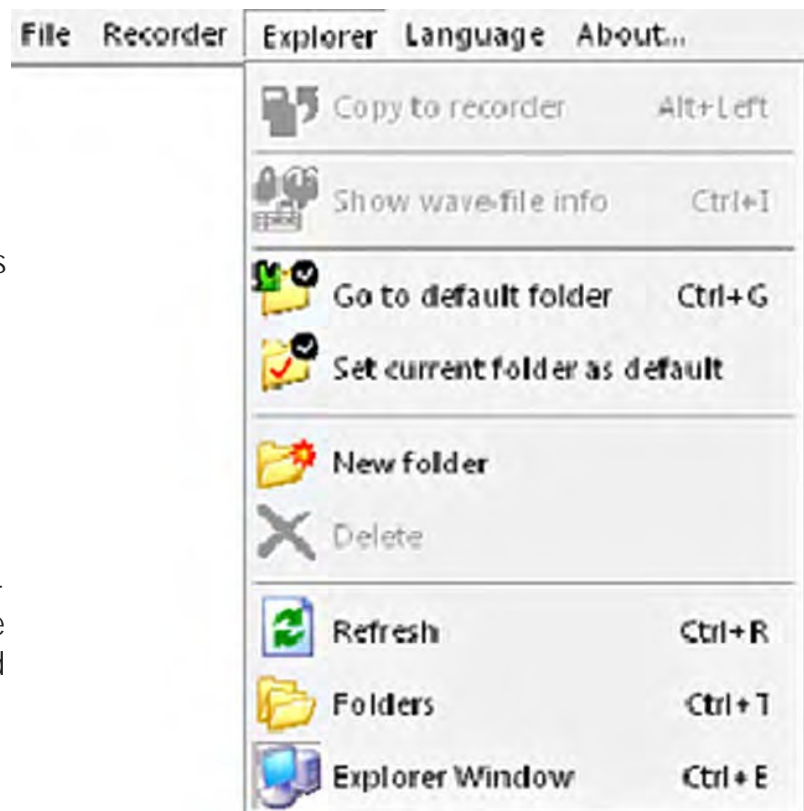 File Recorder Explorer Language About...
Copy to recorder Alt+Left
Show wave-file info Ctrl+I
s
Go to default folder Ctrl+G
Set current folder as default
New folder
Delete
e
Refresh Ctrl+R
d
Folders Ctrl+T
Explorer Window Ctrl+E